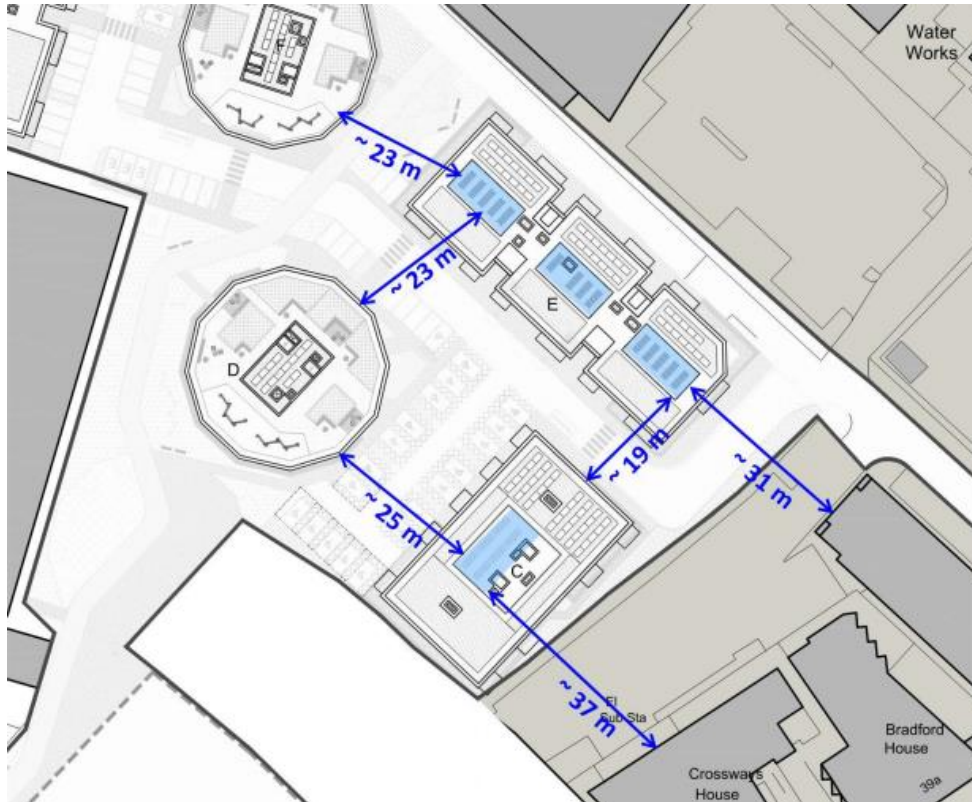 Water
Works
~ 23 m
~ 23 m
E
D
~ 19 m
~ 31 m
~ 25 m
C
~ 37 m
El
Sub Sta
Bradford
House
Crossways
House
39a